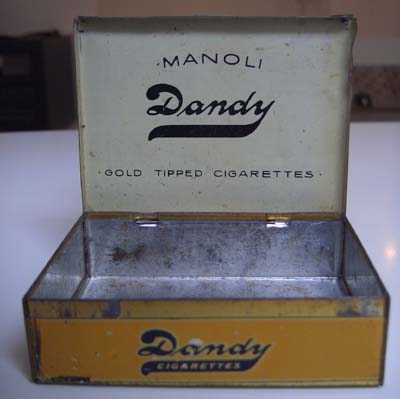 ·MANOLI
Dandy
·GOLD TIPPED CIGARETTES·
Dandy
CIGARETTES